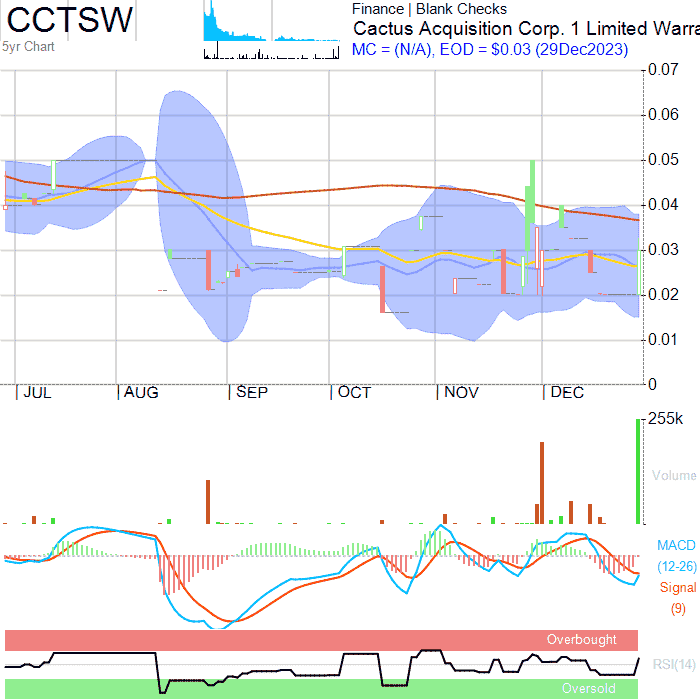 CCTSW
5yr Chart
Finance | Blank Checks
Cactus Acquisition Corp. 1 Limited Warra
MC = (N/A), EOD = $0.03 (29Dec2023)
0.07
0.06
0.05
0.04
0.03
0.02
0.01
0
JUL AUG SEP OCT NOV DEC
255k
Volume
MACD
(12-26)
Signal
(9)
Overbought
RSI(14)
Oversold